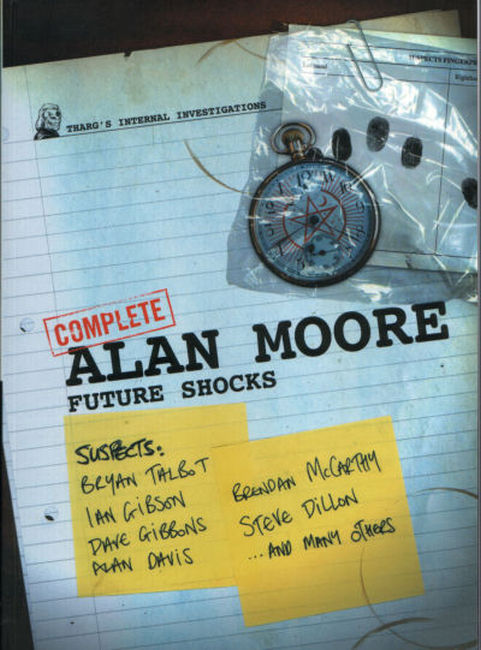 SUSPECTS FINGERPR
THARG'S INTERNAL INVESTIGATIONS
COMPLETE
ALAN MOORE
FUTURE SHOCKS
SUSPECTS:
BRYAN TALBOT
IAN GIBSON
DAVE GIBBONS
ALAN DAVIS
BRENDAN McCARTHY
STEVE DILLON
...AND MANY OTHERS